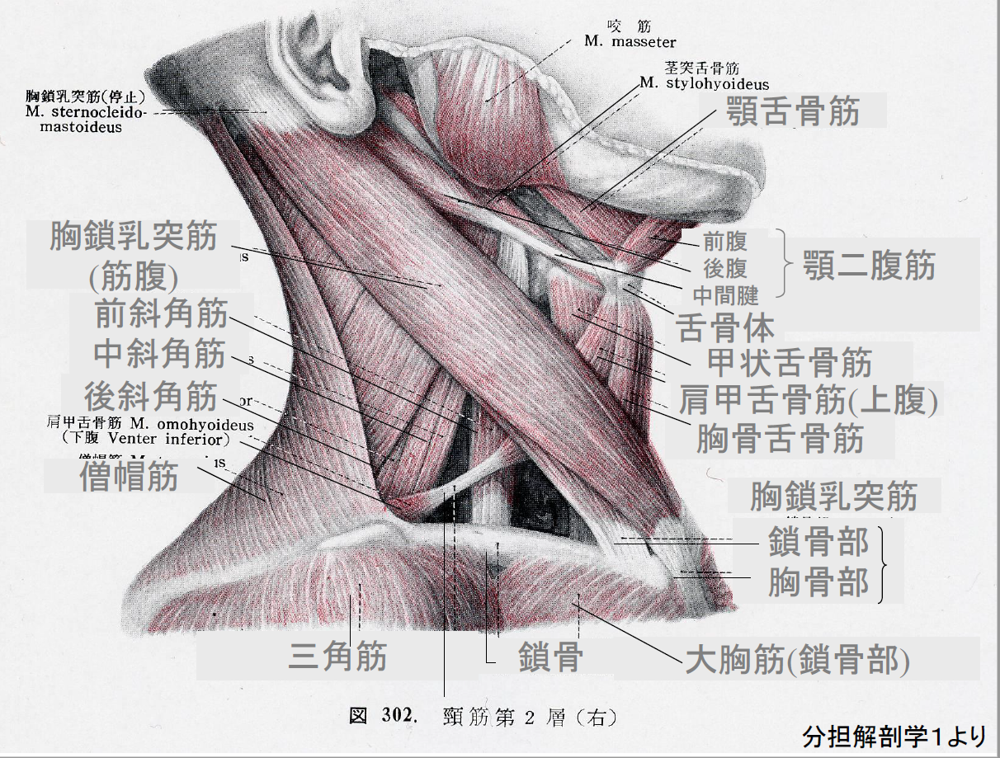 咬 筋
M. masseter
茎突舌骨筋
M. stylohyoideus
胸鎖乳突筋(停止)
M. sternocleido-
mastoideus
顎舌骨筋
胸鎖乳突筋
(筋腹)
us
前腹
後腹
中間腱
顎二腹筋
前斜角筋
舌骨体
中斜角筋
s
甲状舌骨筋
後斜角筋
or
肩甲舌骨筋(上腹)
肩甲舌骨筋 M. omohyoideus
(下腹 Venter inferior)
胸骨舌骨筋
us
僧帽筋
胸鎖乳突筋
鎖骨部
胸骨部
三角筋
鎖骨
大胸筋(鎖骨部)
図 302. 頸筋第2層(右)
分担解剖学1より